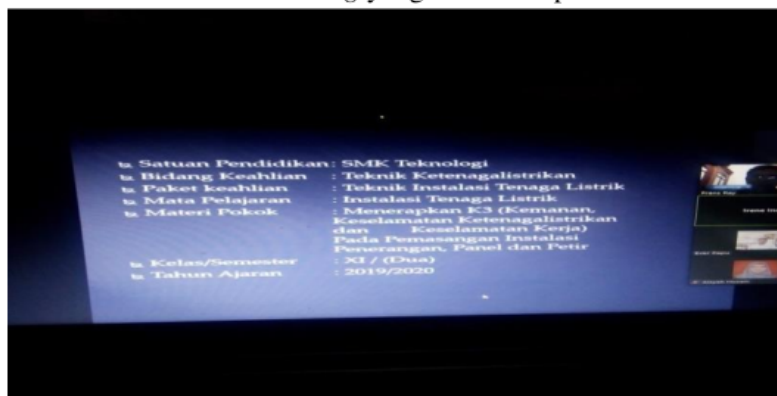 g y g p
Satuan Pendidikan : SMK Teknologi
Bidang Keahlian : Teknik Ketenagalistrikan
Paket keahlian : Teknik Instalasi Tenaga Listrik
Mata Pelajaran : Instalasi Tenaga Listrik
Materi Pokok : Menerapkan K3 (Kemanan,
Keselamatan Ketenagalistrikan
dan Keselamatan Kerja)
Pada Pemasangan Instalasi
Penerangan, Panel dan Petir
Kelas/Semester : XI / (Dua)
Tahun Ajaran : 2019/2020